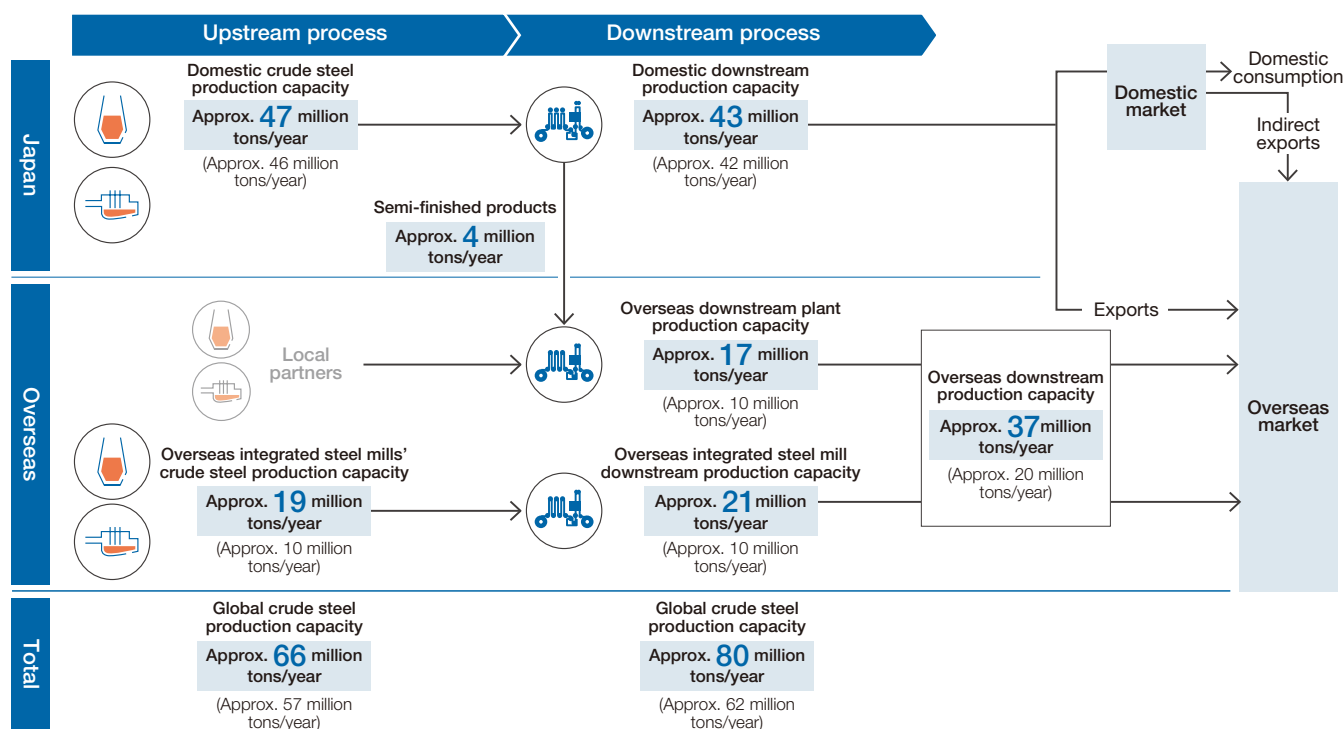 Upstream process
Downstream process
Japan
Domestic crude steel
production capacity
Approx. 47 million
tons/year
(Approx. 46 million
tons/year)
Domestic downstream
production capacity
Approx. 43 million
tons/year
(Approx. 42 million
tons/year)
Domestic
market
Domestic
consumption
Indirect
exports
Semi-finished products
Approx. 4 million
tons/year
Overseas
Local
partners
Overseas downstream plant
production capacity
Approx. 17 million
tons/year
(Approx. 10 million
tons/year)
Exports
Overseas downstream
production capacity
Approx. 37 million
tons/year
(Approx. 20 million
tons/year)
Overseas
market
Overseas integrated steel mills’
crude steel production capacity
Approx. 19 million
tons/year
(Approx. 10 million
tons/year)
Overseas integrated steel mill
downstream production capacity
Approx. 21 million
tons/year
(Approx. 10 million
tons/year)
Total
Global crude steel
production capacity
Approx. 66 million
tons/year
(Approx. 57 million
tons/year)
Global crude steel
production capacity
Approx. 80 million
tons/year
(Approx. 62 million
tons/year)